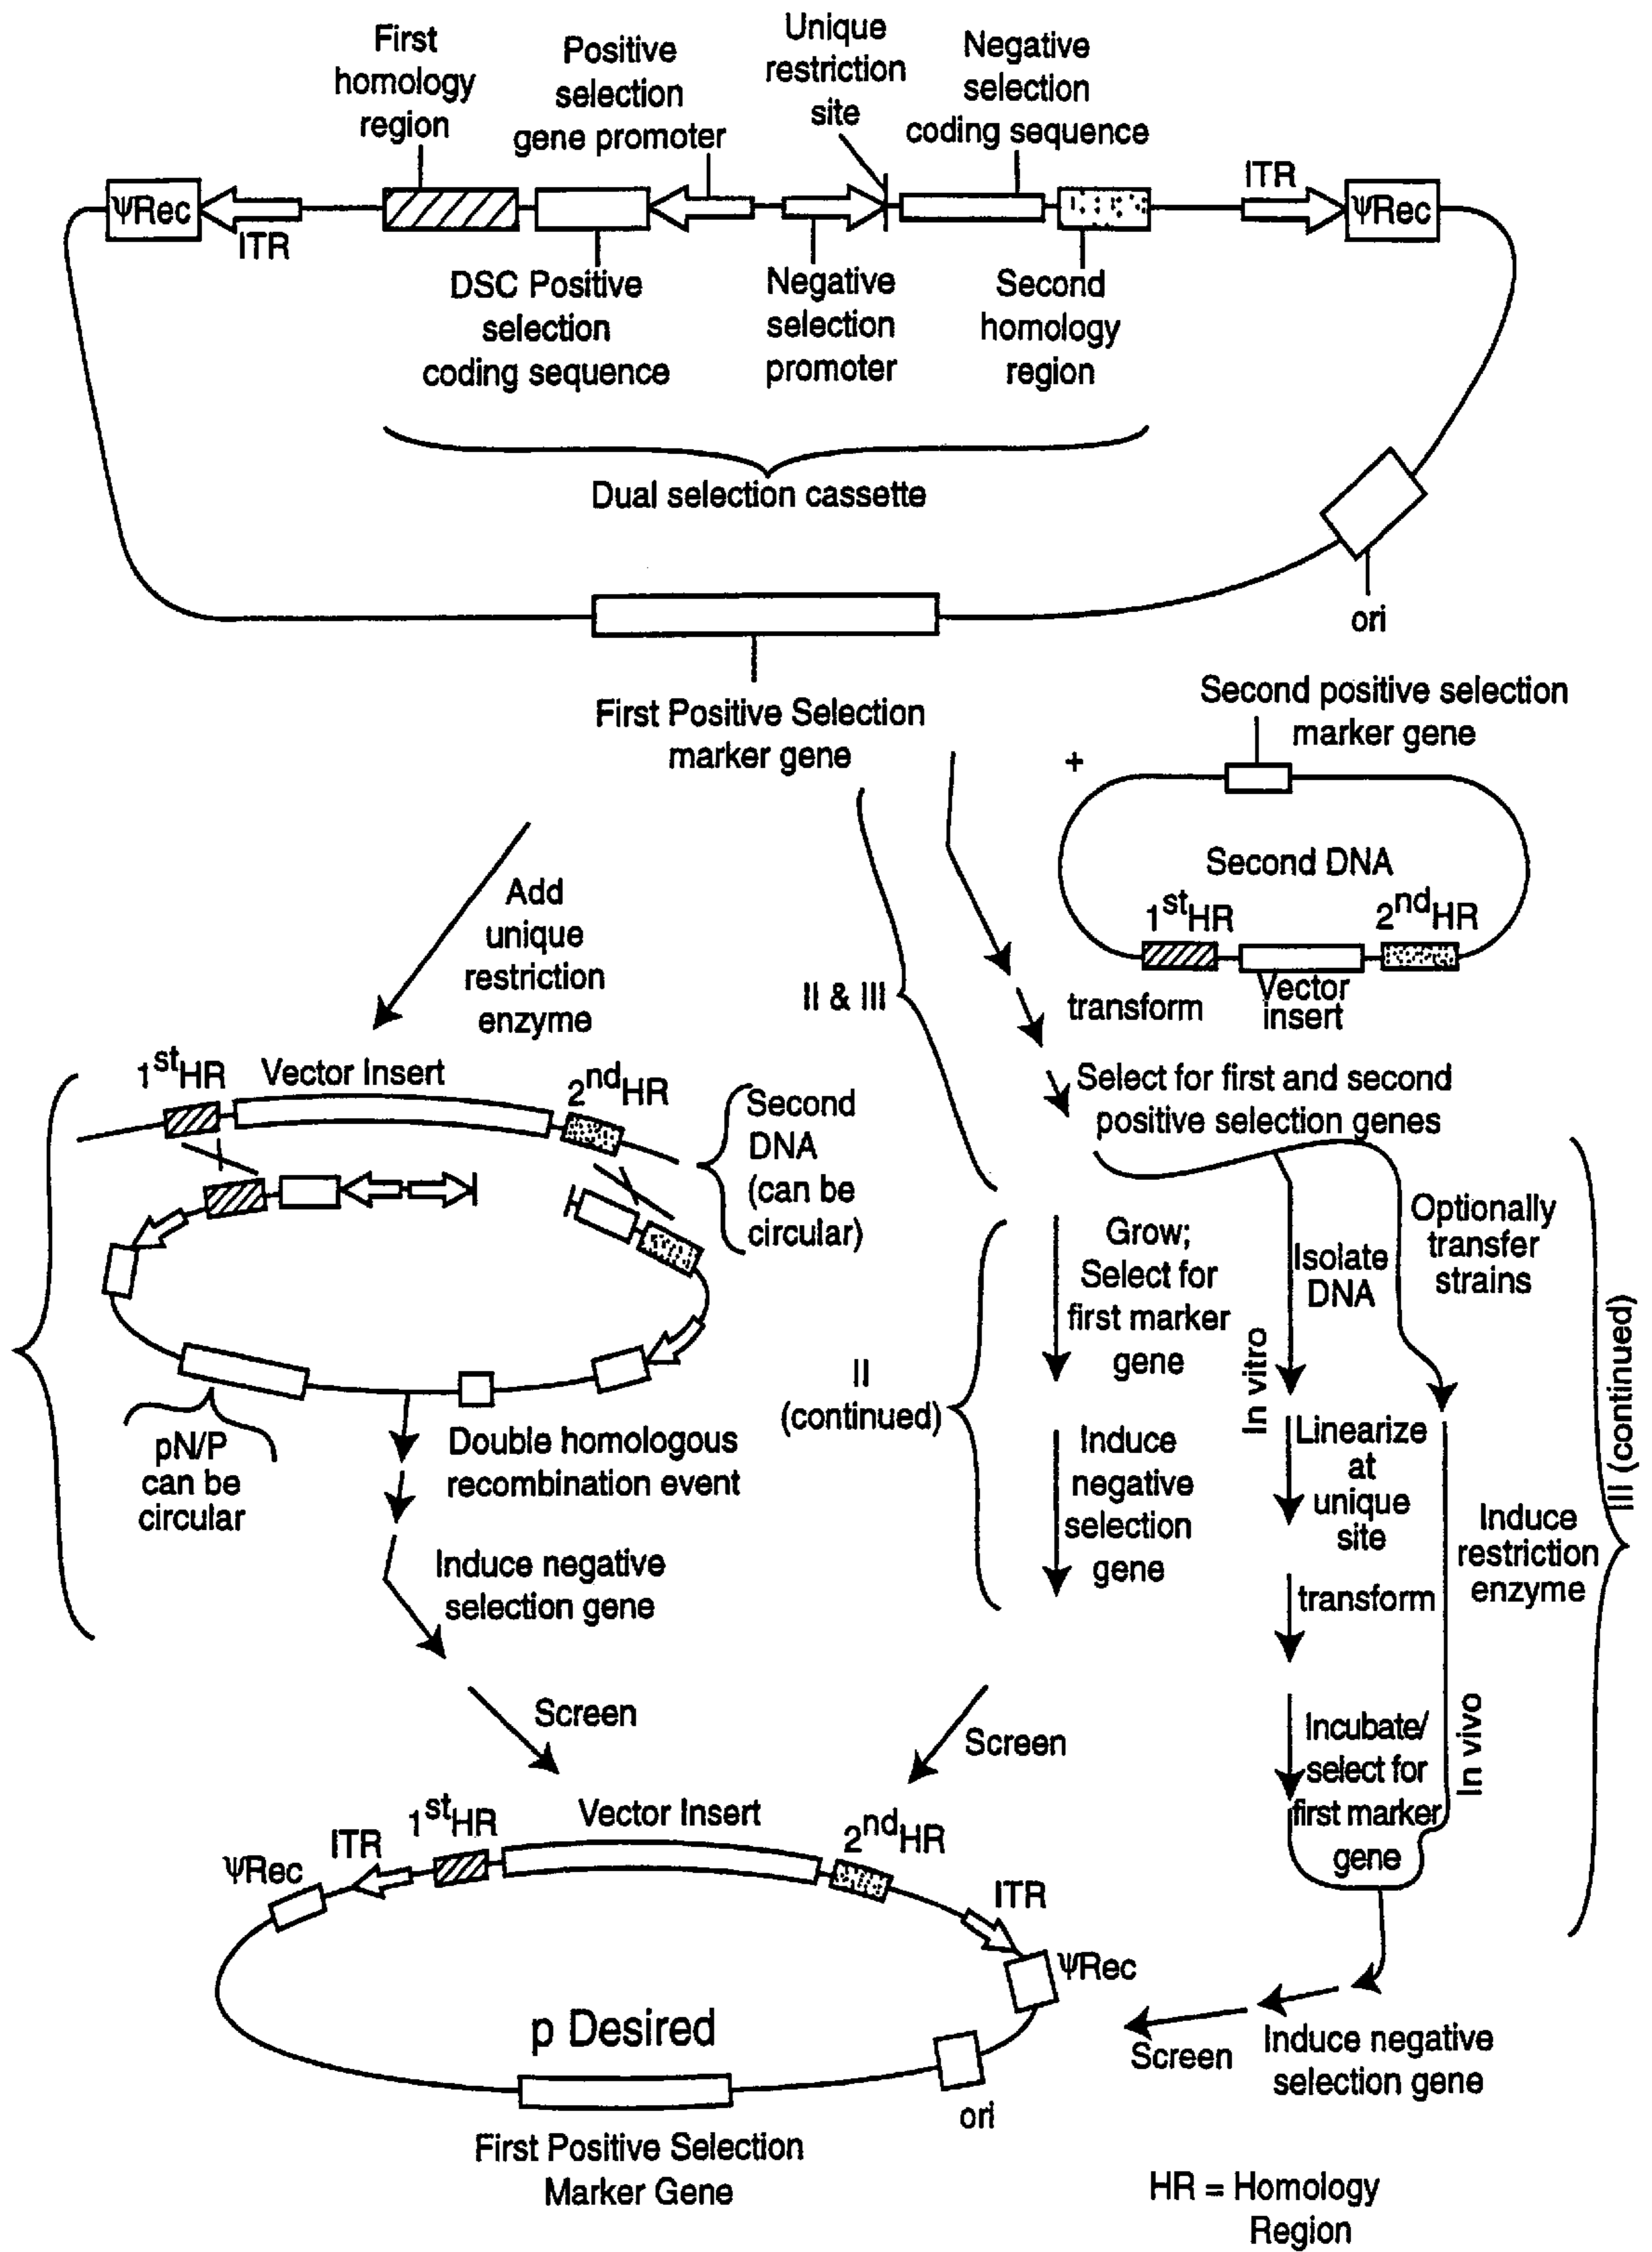 First
homology
region
Positive
selection
gene promoter
Unique
restriction
site
Negative
selection
coding sequence
ΨRec
ITR
ITR
ΨRec
DSC Positive
selection
coding sequence
Negative
selection
promoter
Second
homology
region
Dual selection cassette
ori
First Positive Selection
marker gene
Second positive selection
marker gene
+
Second DNA
1stHR
2ndHR
Vector
insert
Add
unique
restriction
enzyme
II & III
transform
Select for first and second
positive selection genes
1stHR
Vector Insert
2ndHR
Second
DNA
(can be
circular)
pN/P
can be
circular
Double homologous
recombination event
Induce negative
selection gene
Screen
II
(continued)
Grow;
Select for
first marker
gene
Induce
negative
selection
gene
Screen
Isolate
DNA
In vitro
Linearize
at
unique
site
transform
Incubate/
select for
first marker
gene
Optionally
transfer
strains
Induce
restriction
enzyme
In vivo
III (continued)
Induce negative
selection gene
Screen
ΨRec
ITR
1stHR
Vector Insert
2ndHR
ITR
ΨRec
p Desired
ori
First Positive Selection
Marker Gene
HR = Homology
Region